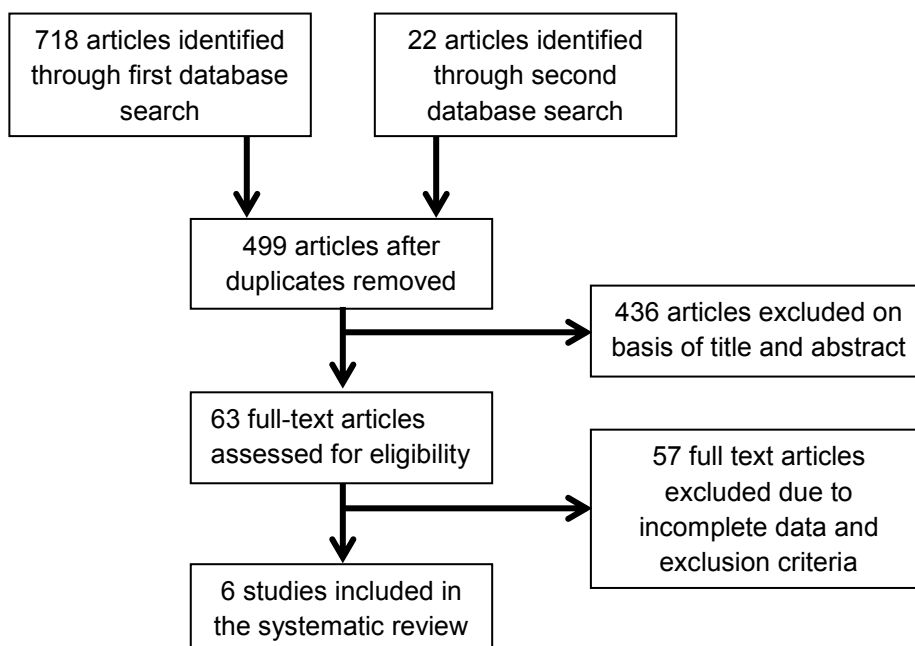 718 articles identified
through first database
search
22 articles identified
through second
database search
499 articles after
duplicates removed
436 articles excluded on
basis of title and abstract
63 full-text articles
assessed for eligibility
57 full text articles
excluded due to
incomplete data and
exclusion criteria
6 studies included in
the systematic review